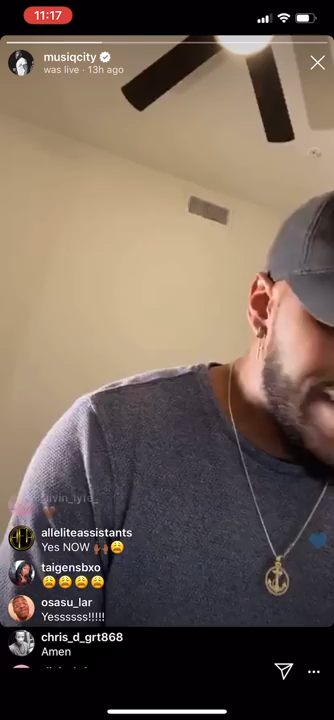 11:17
musiqcity
was live · 13h ago
alleliteassistants
Yes NOW 🙌🏾😩
taigensbxo
😩😩😩😩
osasu_lar
Yessssss!!!!!
chris_d_grt868
Amen